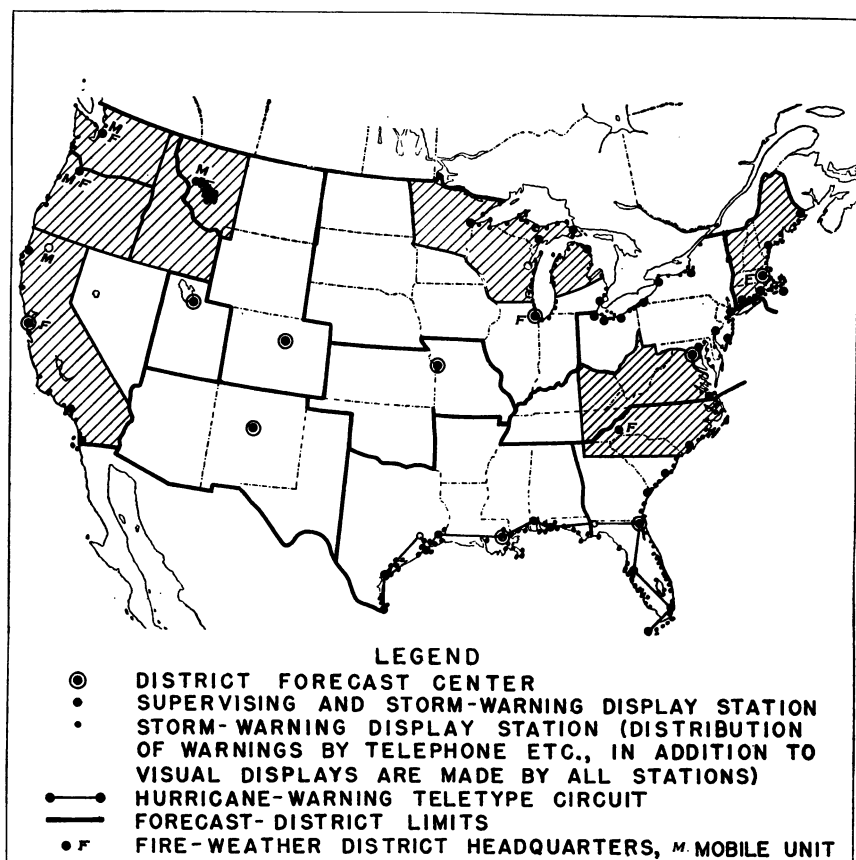 M
F
M F
M
F
M
F
F
F
F
LEGEND
DISTRICT FORECAST CENTER
SUPERVISING AND STORM-WARNING DISPLAY STATION
STORM-WARNING DISPLAY STATION (DISTRIBUTION
OF WARNINGS BY TELEPHONE ETC., IN ADDITION TO
VISUAL DISPLAYS ARE MADE BY ALL STATIONS)
HURRICANE-WARNING TELETYPE CIRCUIT
FORECAST-DISTRICT LIMITS
F FIRE-WEATHER DISTRICT HEADQUARTERS, M. MOBILE UNIT